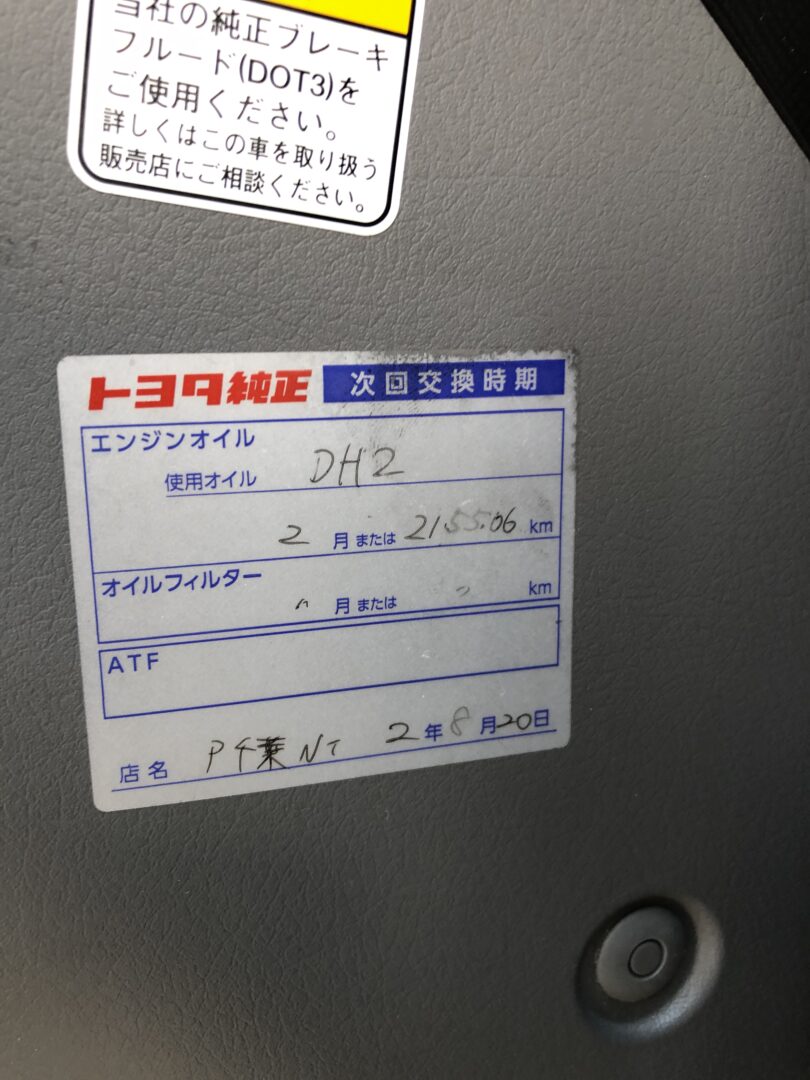 当社の純正ブレーキ
フルード(DOT3)を
ご使用ください。
詳しくはこの車を取り扱う
販売店にご相談ください。
トヨタ純正 次回交換時期
エンジンオイル
使用オイル DH2
2 月または 215506 km
オイルフィルター
〃 月または 〃 km
ATF
店名 P千葉NT 2年8月20日